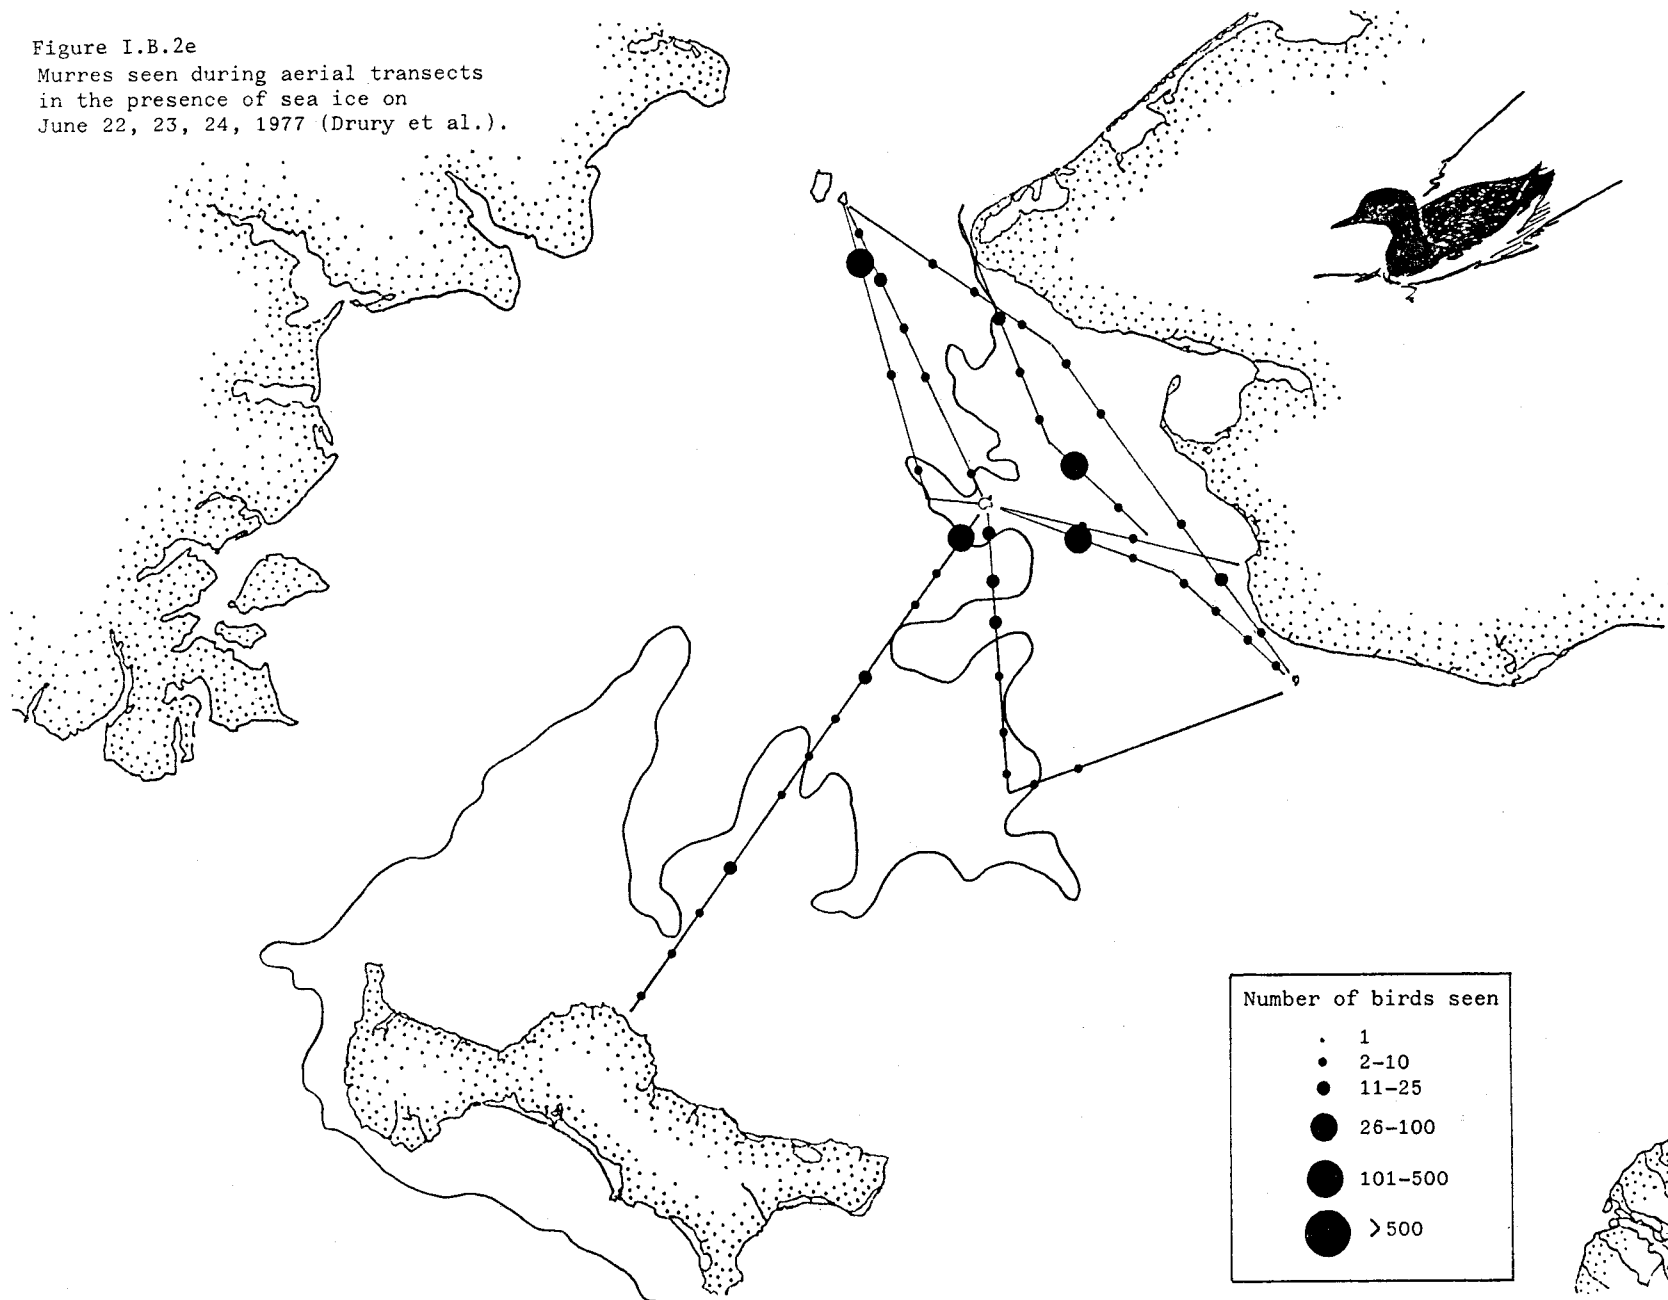 Figure I.B.2e
Murres seen during aerial transects
in the presence of sea ice on
June 22, 23, 24, 1977 (Drury et al.).
Number of birds seen
1
2-10
11-25
26-100
101-500
>500